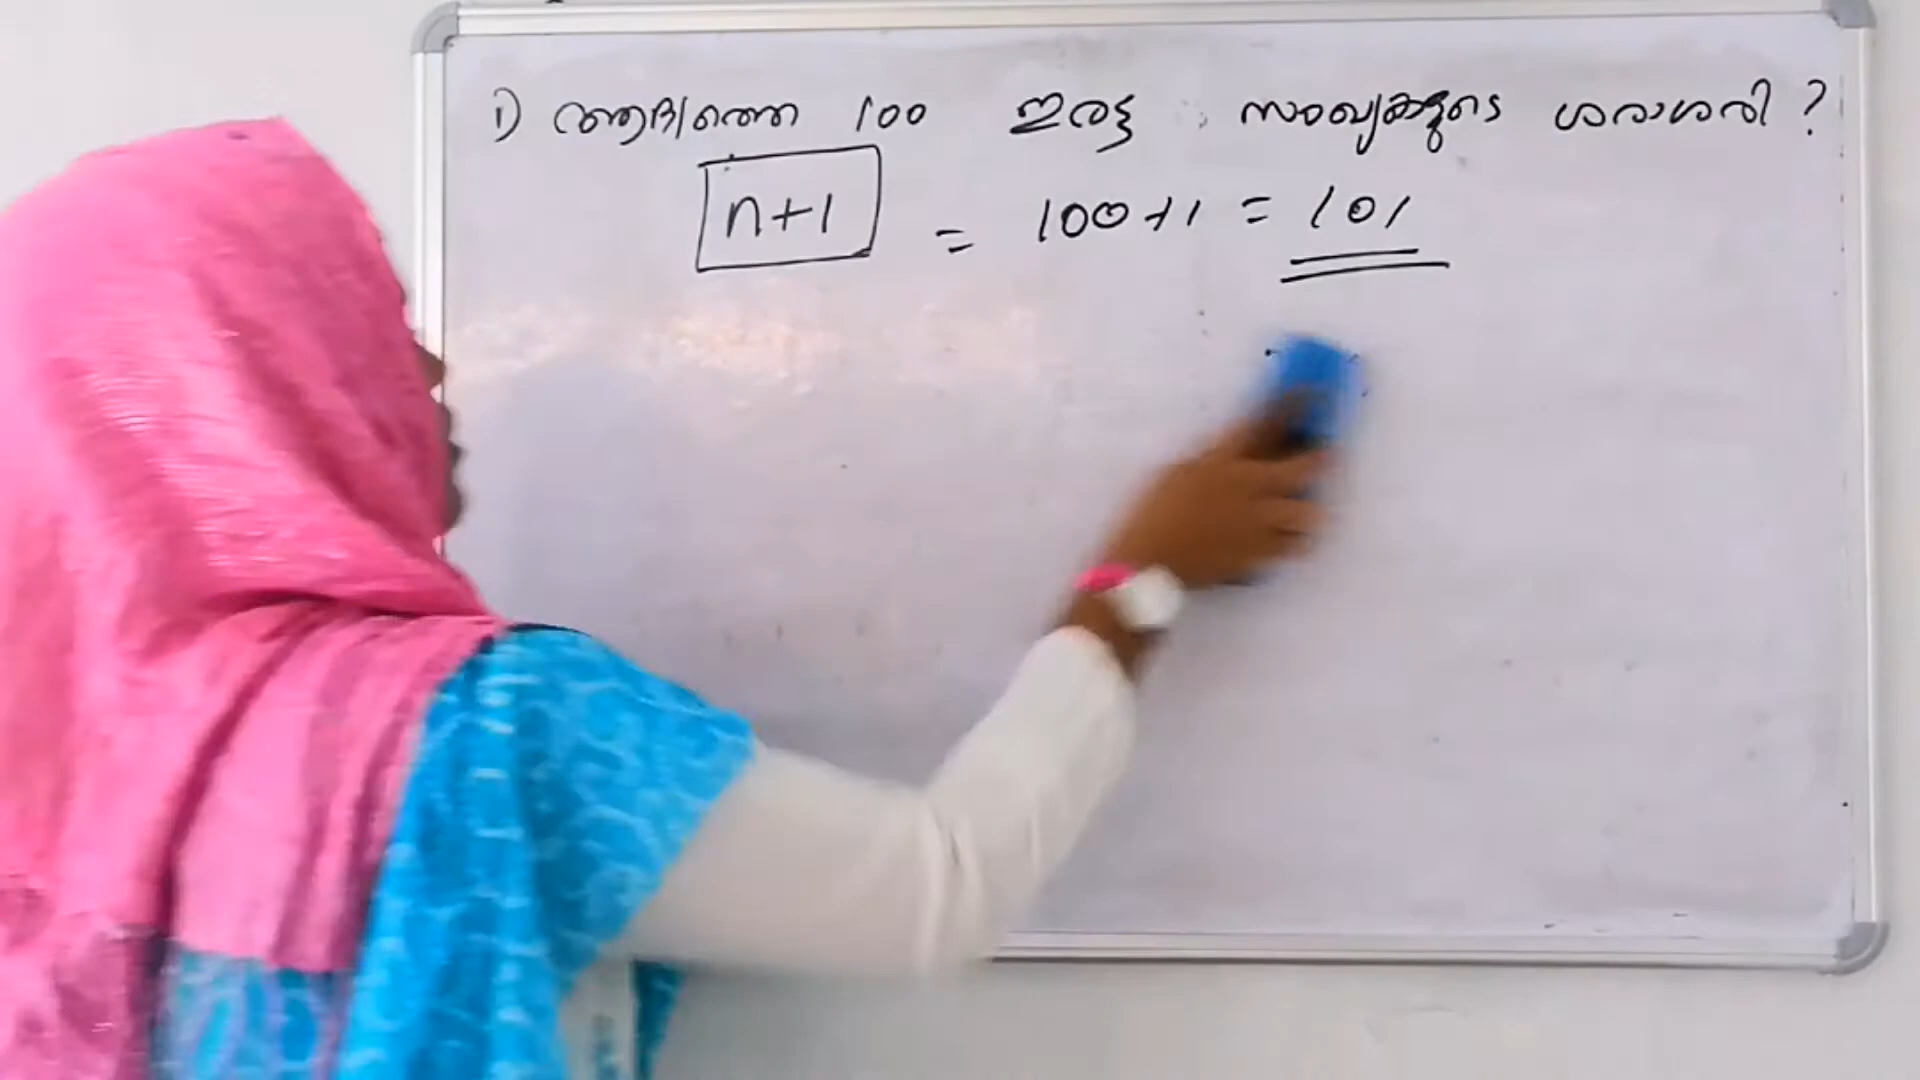 1) ആദ്യത്തെ 100 ഇരട്ട സംഖ്യകളുടെ ശരാശരി ?
n+1 = 100+1 = 101